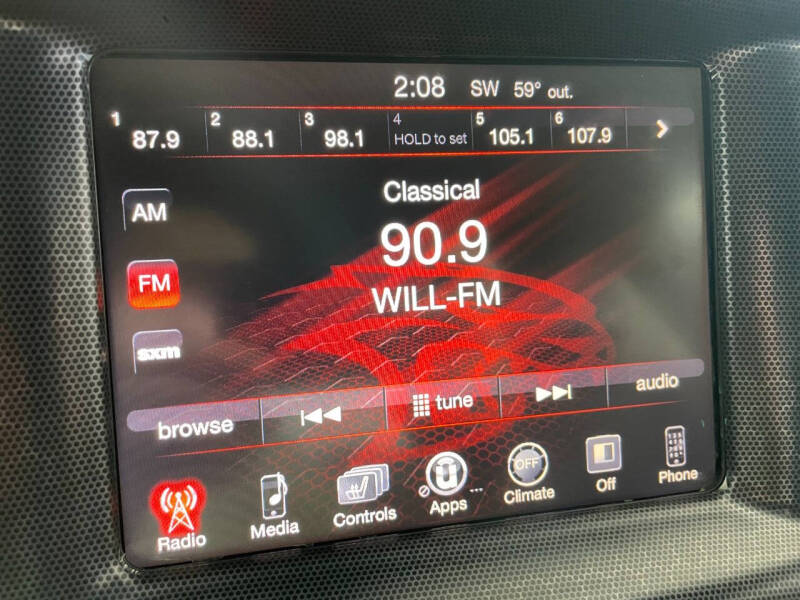 2:08 SW 59° out.
1 87.9 2 88.1 3 98.1 4 HOLD to set 5 105.1 6 107.9
Classical
AM
90.9
FM
WILL-FM
sxm
browse tune audio
OFF
Radio Media Controls Apps Climate Off Phone